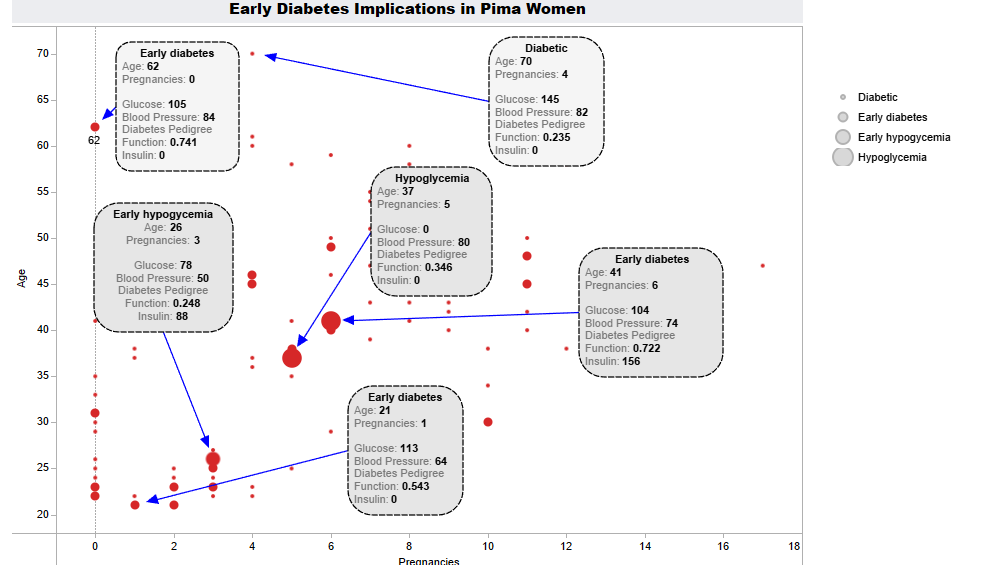 Early Diabetes Implications in Pima Women
Early diabetes
Age: 62
Pregnancies: 0
Glucose: 105
Blood Pressure: 84
Diabetes Pedigree
Function: 0.741
Insulin: 0
Diabetic
Age: 70
Pregnancies: 4
Glucose: 145
Blood Pressure: 82
Diabetes Pedigree
Function: 0.235
Insulin: 0
Diabetic
Early diabetes
Early hypogycemia
Hypoglycemia
62
Hypoglycemia
Age: 37
Pregnancies: 5
Glucose: 0
Blood Pressure: 80
Diabetes Pedigree
Function: 0.346
Insulin: 0
Early hypogycemia
Age: 26
Pregnancies: 3
Glucose: 78
Blood Pressure: 50
Diabetes Pedigree
Function: 0.248
Insulin: 88
Early diabetes
Age: 41
Pregnancies: 6
Glucose: 104
Blood Pressure: 74
Diabetes Pedigree
Function: 0.722
Insulin: 156
Early diabetes
Age: 21
Pregnancies: 1
Glucose: 113
Blood Pressure: 64
Diabetes Pedigree
Function: 0.543
Insulin: 0
Age
70
65
60
55
50
45
40
35
30
25
20
0 2 4 6 8 10 12 14 16 18
Pregnancies